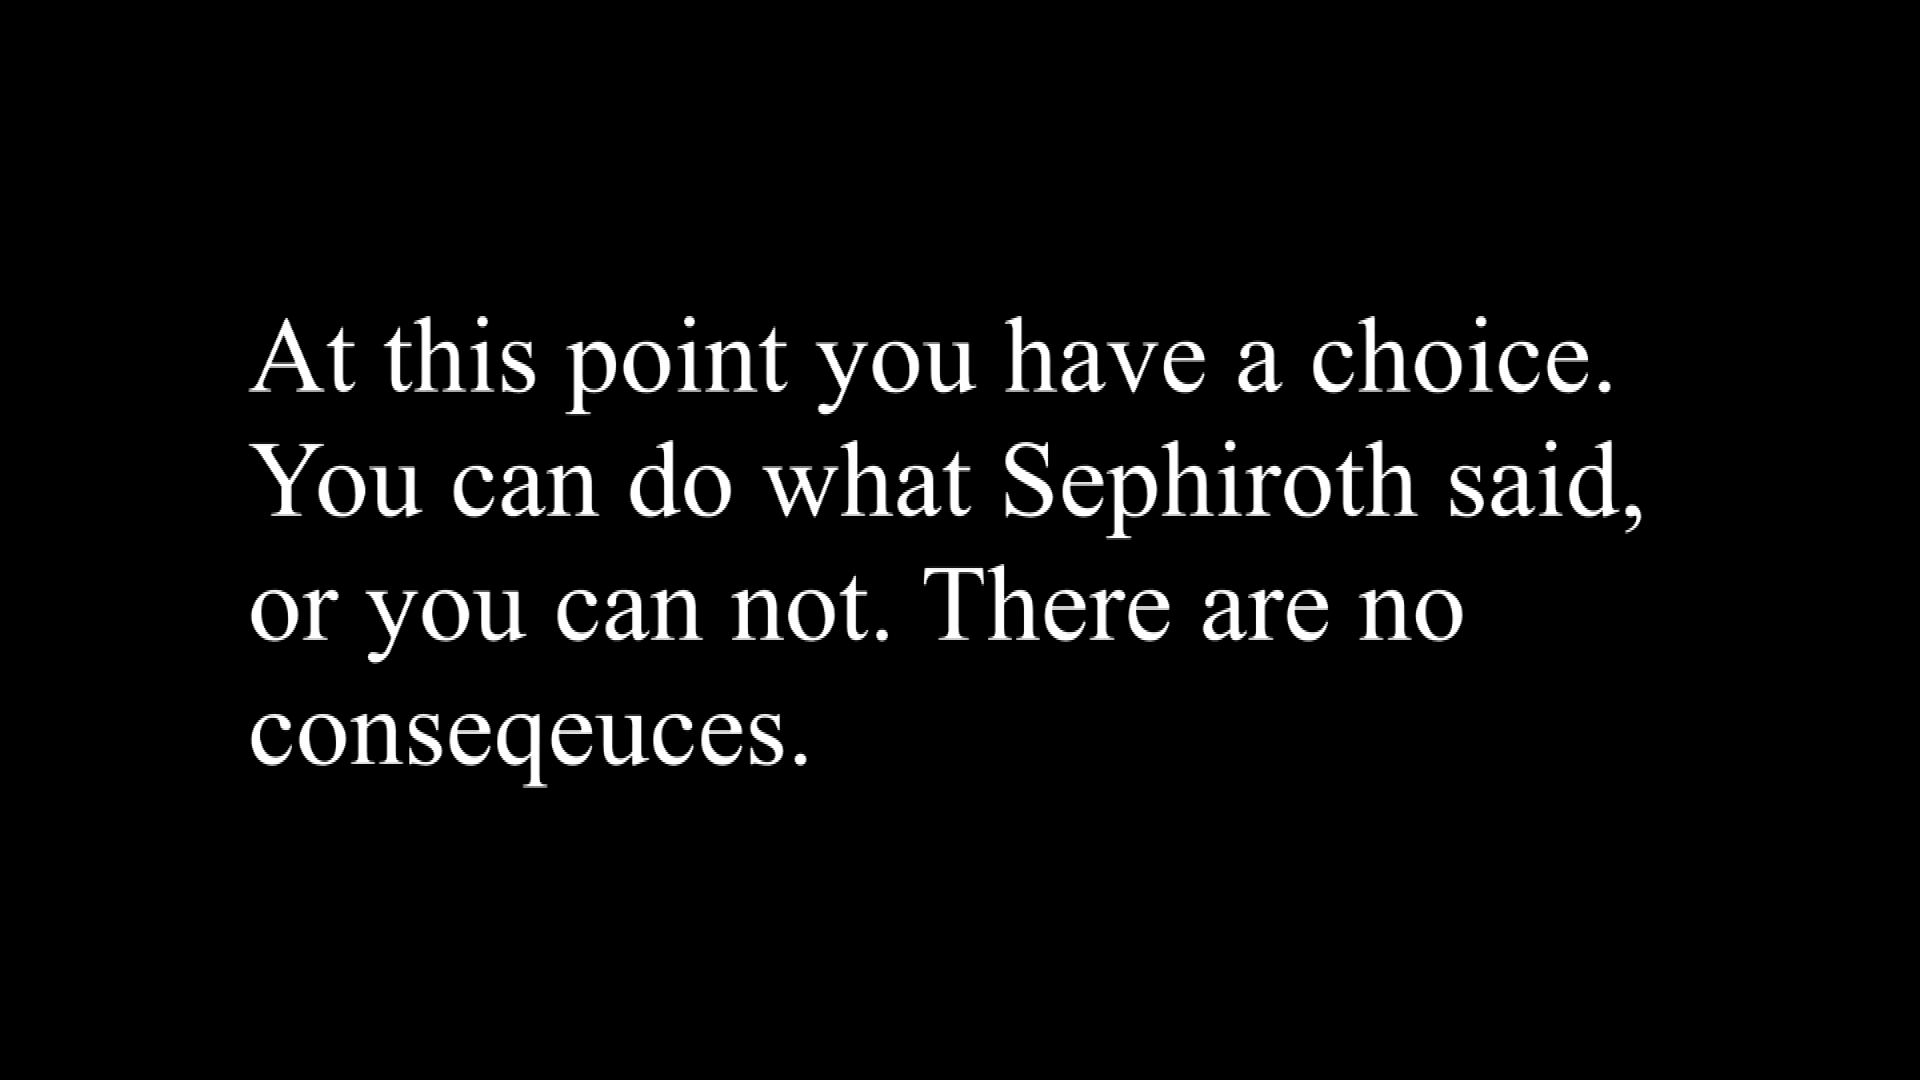 At this point you have a choice.
You can do what Sephiroth said,
or you can not. There are no
conseqeuces.